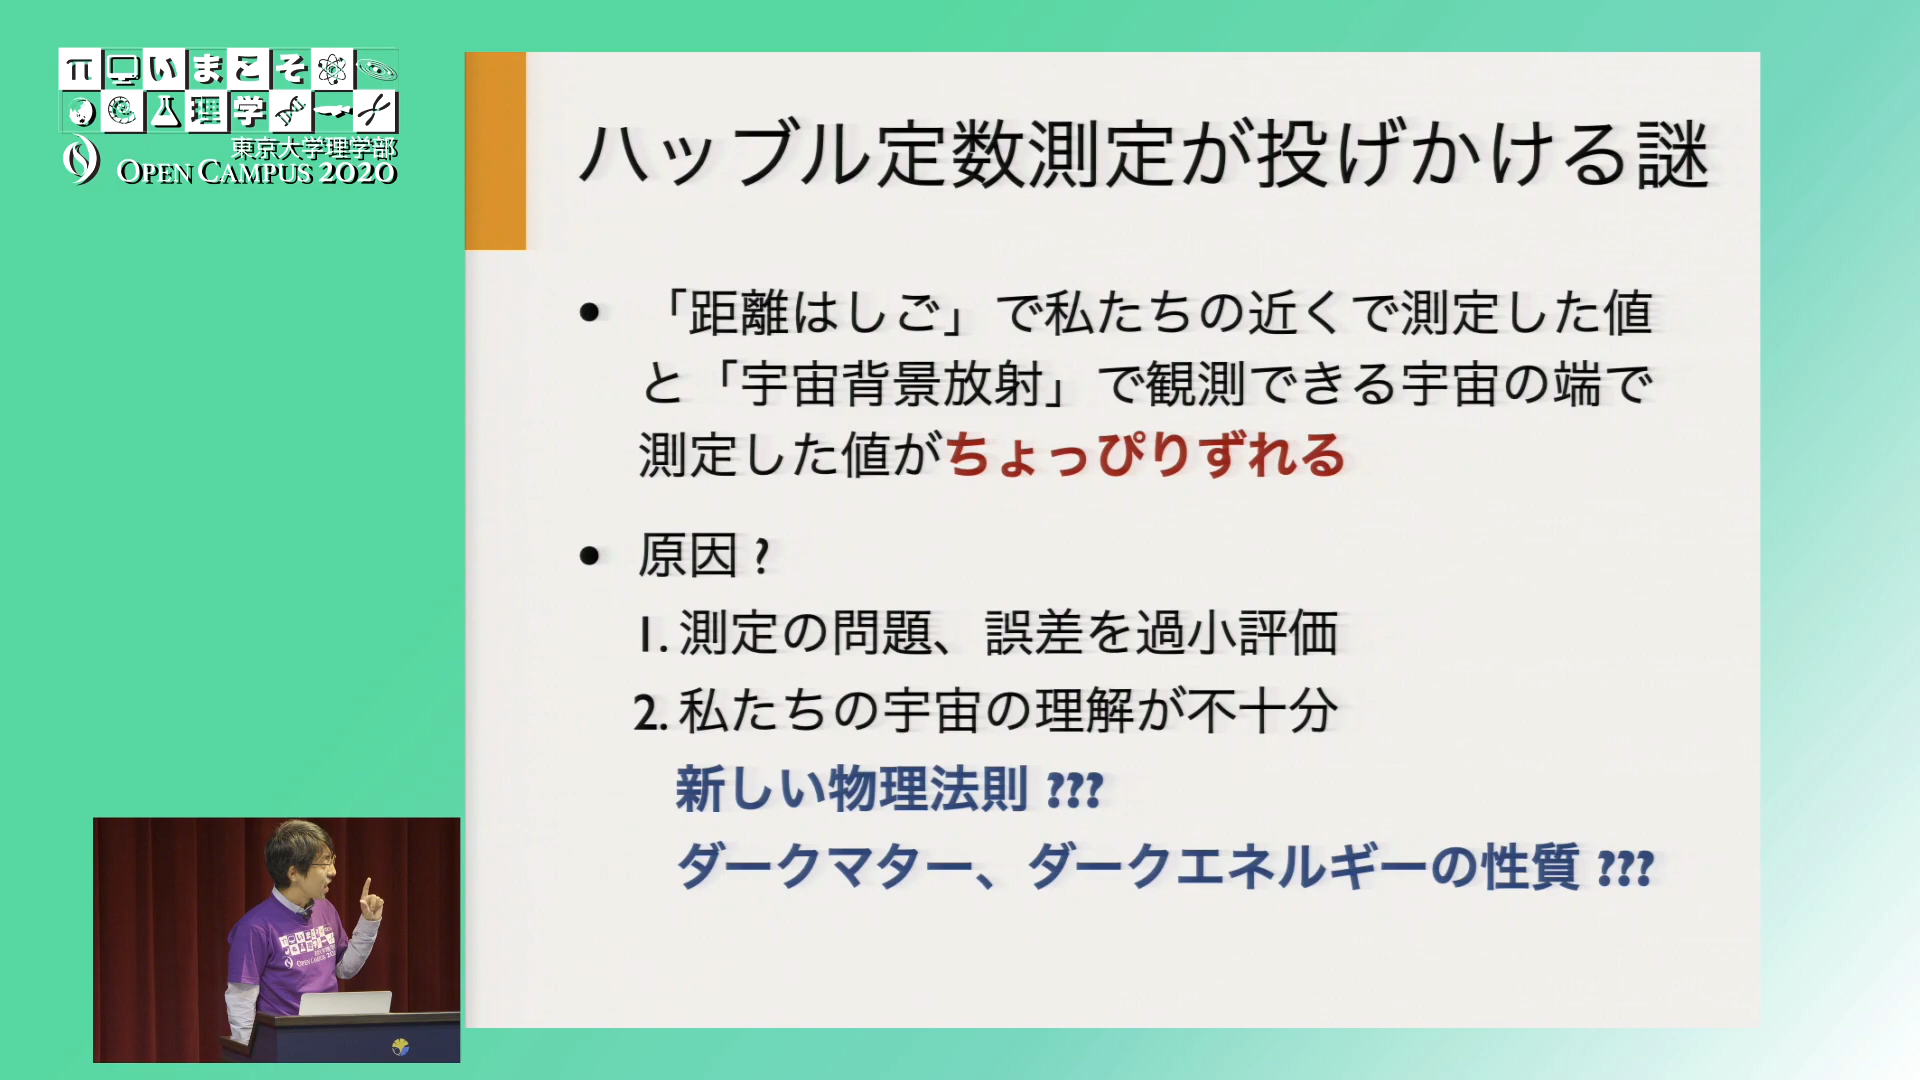 π いまこそ
理学
東京大学理学部
OPEN CAMPUS 2020
ハッブル定数測定が投げかける謎
• 「距離はしご」で私たちの近くで測定した値
と「宇宙背景放射」で観測できる宇宙の端で
測定した値がちょっぴりずれる
• 原因?
1. 測定の問題、誤差を過小評価
2. 私たちの宇宙の理解が不十分
新しい物理法則 ???
ダークマター、ダークエネルギーの性質 ???
OPEN CAMPUS 2020